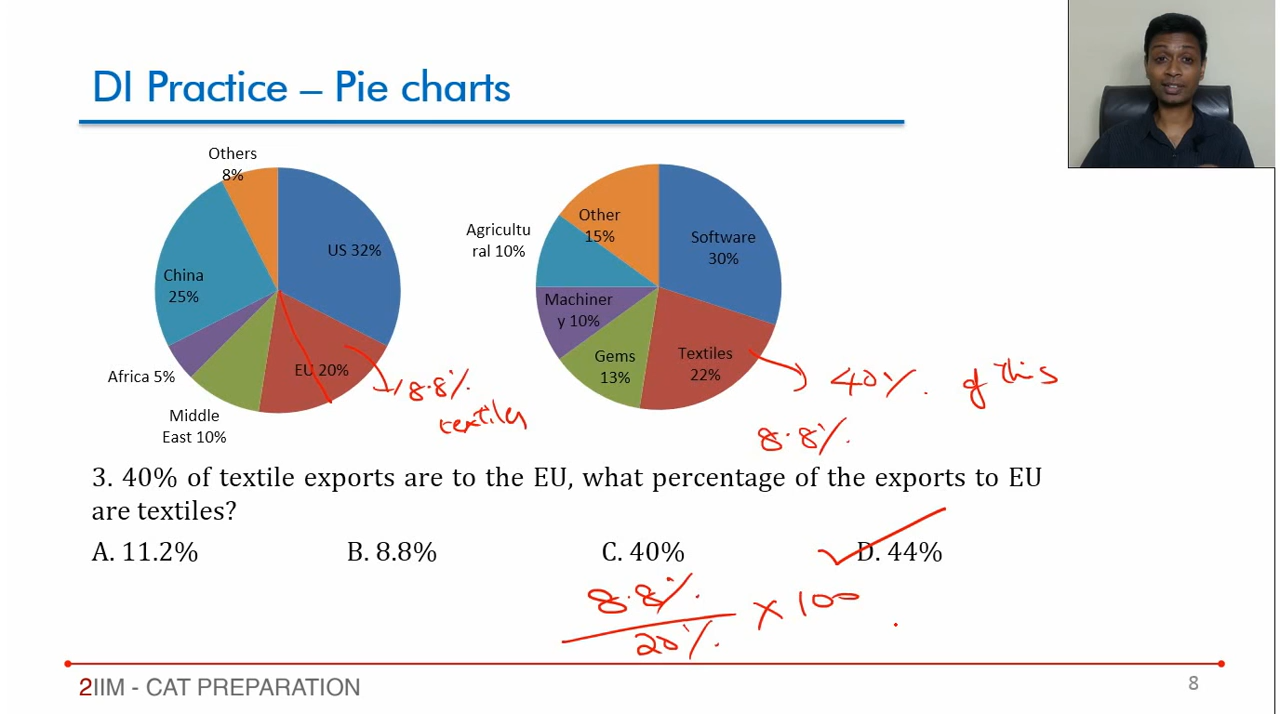 DI Practice – Pie charts
Others
8%
US 32%
China
25%
EU 20%
Africa 5%
Middle
East 10%
8.8%
textiles
Other
15%
Agricultu
ral 10%
Software
30%
Machiner
y 10%
Gems
13%
Textiles
22%
40% of this
8.8%
3. 40% of textile exports are to the EU, what percentage of the exports to EU
are textiles?
A. 11.2% B. 8.8% C. 40% D. 44%
8.8%
20%
× 100
2IIM - CAT PREPARATION
8